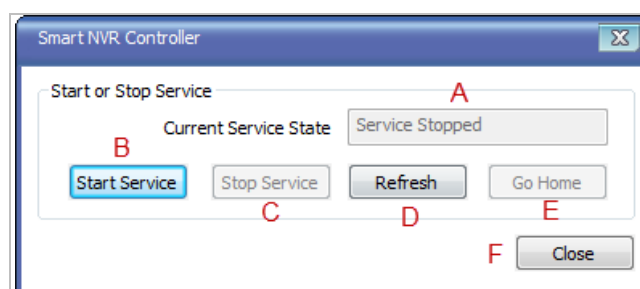 Smart NVR Controller
Start or Stop Service
A
Current Service State Service Stopped
B
Start Service Stop Service Refresh Go Home
C D E
F Close